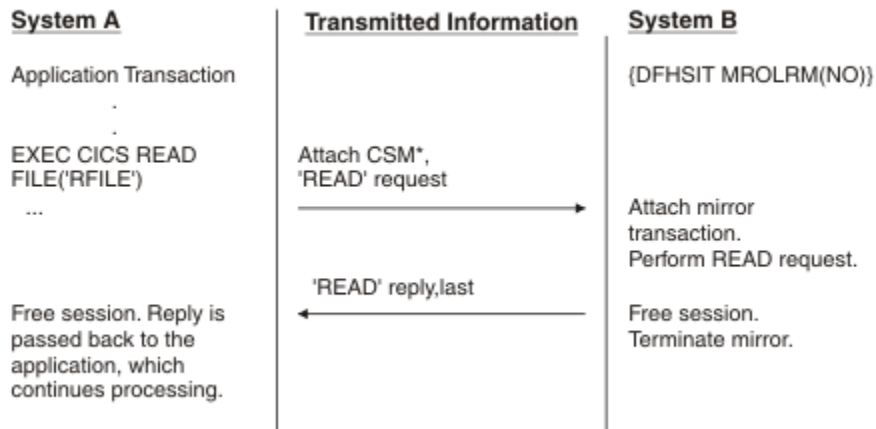 System A
Transmitted Information
System B
Application Transaction
{DFHSIT MROLRM(NO)}
.
.
EXEC CICS READ
FILE('RFILE')
...
Attach CSM*,
'READ' request
Attach mirror
transaction.
Perform READ request.
'READ' reply,last
Free session. Reply is
passed back to the
application, which
continues processing.
Free session.
Terminate mirror.